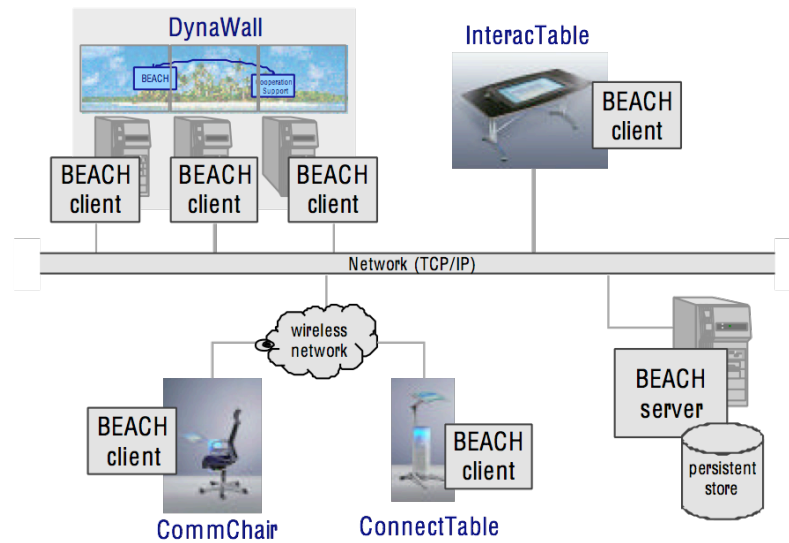 DynaWall
InteracTable
BEACH
Cooperation
Support
BEACH
client
BEACH
client
BEACH
client
BEACH
client
Network (TCP/IP)
wireless
network
BEACH
server
persistent
store
BEACH
client
BEACH
client
CommChair
ConnectTable